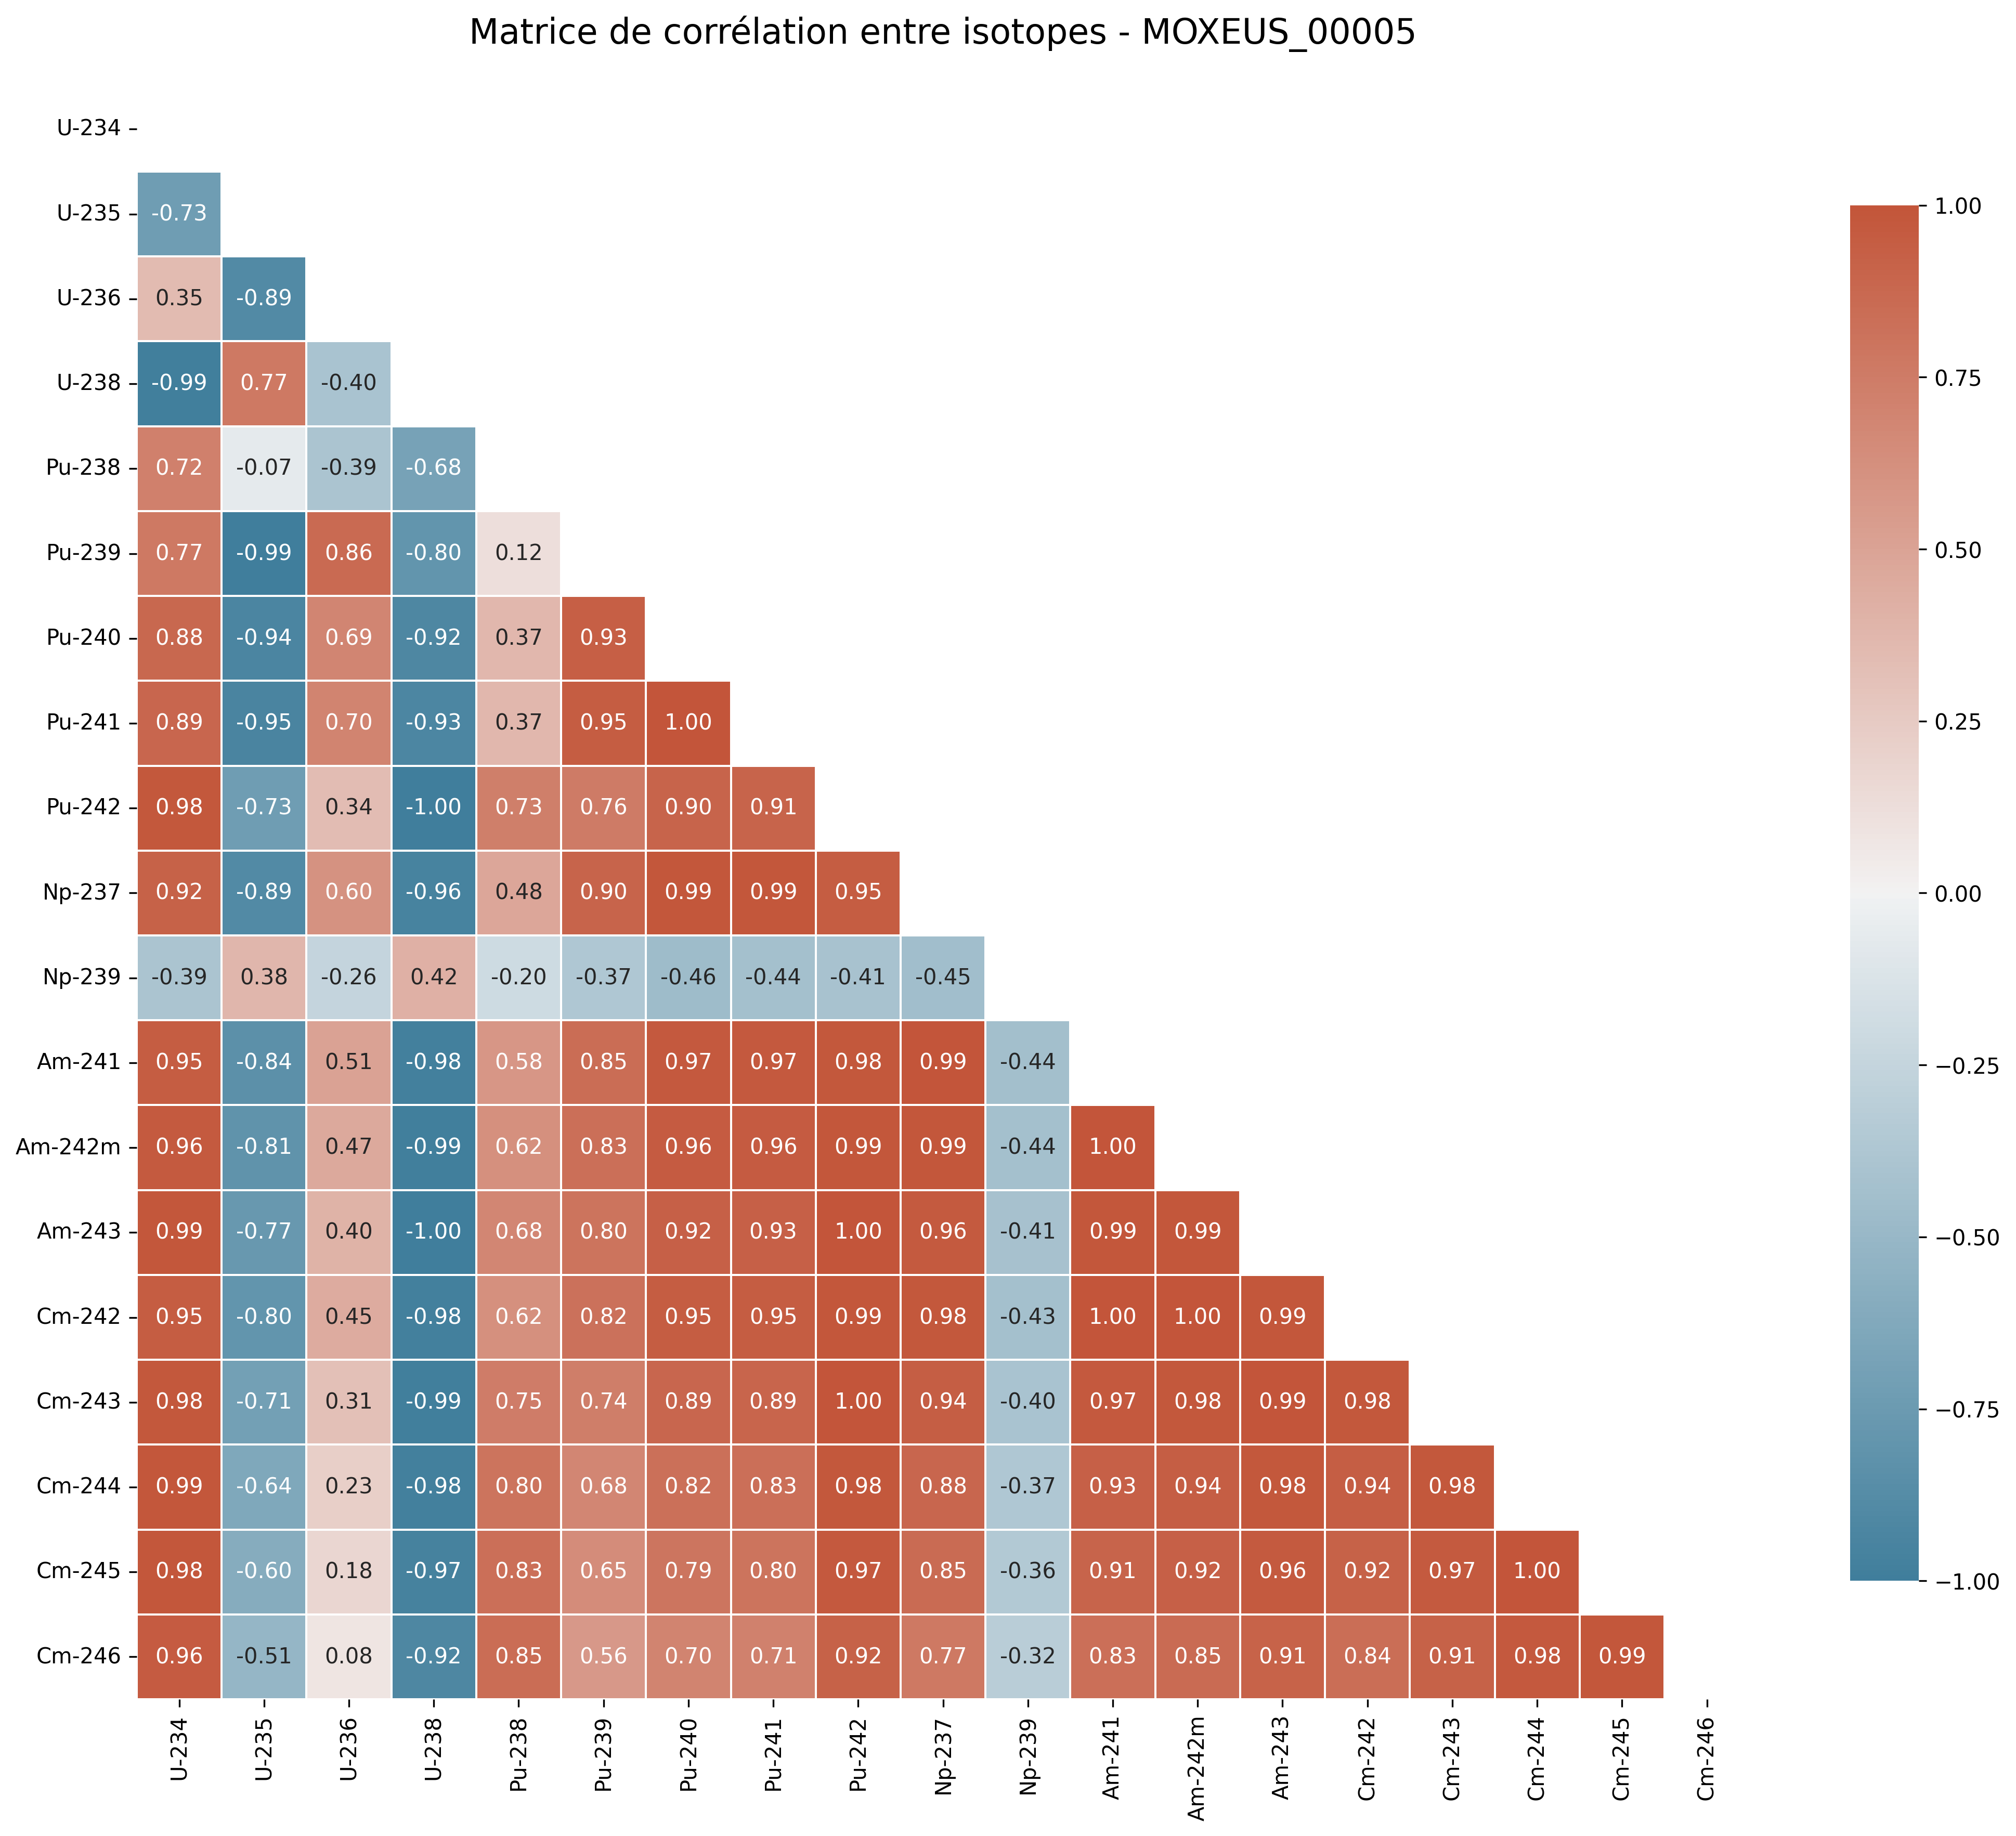 Matrice de corrélation entre isotopes - MOXEUS_00005
U-234
U-235 -0.73
U-236 0.35 -0.89
U-238 -0.99 0.77 -0.40
Pu-238 0.72 -0.07 -0.39 -0.68
Pu-239 0.77 -0.99 0.86 -0.80 0.12
Pu-240 0.88 -0.94 0.69 -0.92 0.37 0.93
Pu-241 0.89 -0.95 0.70 -0.93 0.37 0.95 1.00
Pu-242 0.98 -0.73 0.34 -1.00 0.73 0.76 0.90 0.91
Np-237 0.92 -0.89 0.60 -0.96 0.48 0.90 0.99 0.99 0.95
Np-239 -0.39 0.38 -0.26 0.42 -0.20 -0.37 -0.46 -0.44 -0.41 -0.45
Am-241 0.95 -0.84 0.51 -0.98 0.58 0.85 0.97 0.97 0.98 0.99 -0.44
Am-242m 0.96 -0.81 0.47 -0.99 0.62 0.83 0.96 0.96 0.99 0.99 -0.44 1.00
Am-243 0.99 -0.77 0.40 -1.00 0.68 0.80 0.92 0.93 1.00 0.96 -0.41 0.99 0.99
Cm-242 0.95 -0.80 0.45 -0.98 0.62 0.82 0.95 0.95 0.99 0.98 -0.43 1.00 1.00 0.99
Cm-243 0.98 -0.71 0.31 -0.99 0.75 0.74 0.89 0.89 1.00 0.94 -0.40 0.97 0.98 0.99 0.98
Cm-244 0.99 -0.64 0.23 -0.98 0.80 0.68 0.82 0.83 0.98 0.88 -0.37 0.93 0.94 0.98 0.94 0.98
Cm-245 0.98 -0.60 0.18 -0.97 0.83 0.65 0.79 0.80 0.97 0.85 -0.36 0.91 0.92 0.96 0.92 0.97 1.00
Cm-246 0.96 -0.51 0.08 -0.92 0.85 0.56 0.70 0.71 0.92 0.77 -0.32 0.83 0.85 0.91 0.84 0.91 0.98 0.99
U-234 U-235 U-236 U-238 Pu-238 Pu-239 Pu-240 Pu-241 Pu-242 Np-237 Np-239 Am-241 Am-242m Am-243 Cm-242 Cm-243 Cm-244 Cm-245 Cm-246
1.00
0.75
0.50
0.25
0.00
−0.25
−0.50
−0.75
−1.00